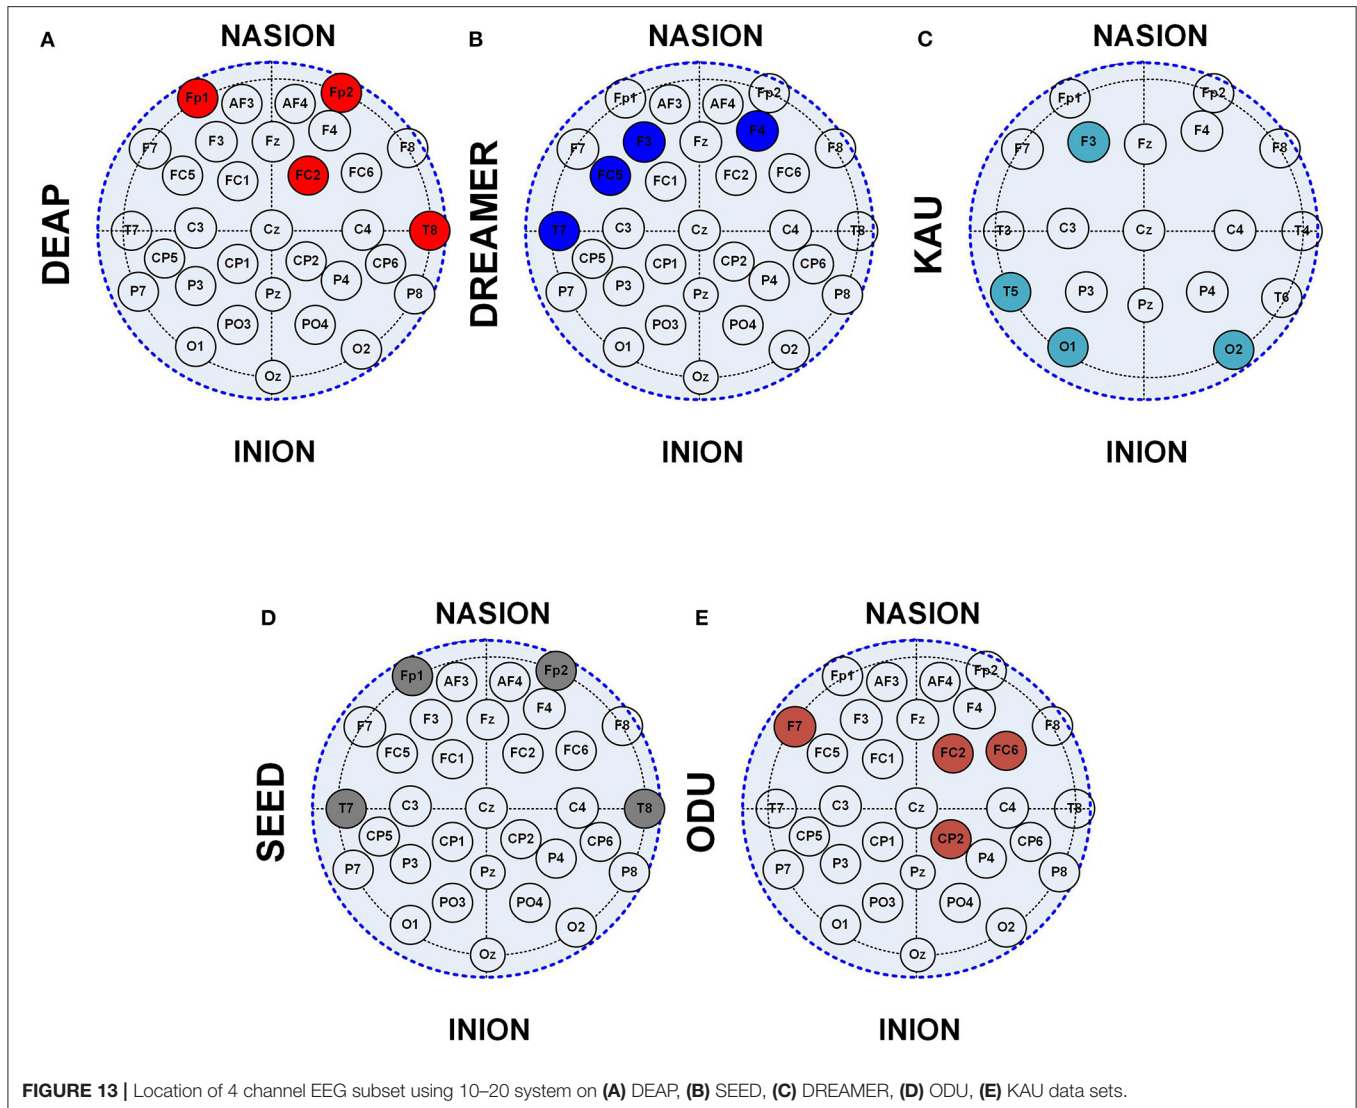 A
NASION
DEAP
Fp1
Fp2
AF3
AF4
F7
F3
Fz
F4
F8
FC5
FC1
FC2
FC6
T7
C3
Cz
C4
T8
CP5
CP1
CP2
CP6
P7
P3
Pz
P4
P8
PO3
PO4
O1
Oz
O2
INION
B
NASION
DREAMER
Fp1
Fp2
AF3
AF4
F7
F3
Fz
F4
F8
FC5
FC1
FC2
FC6
T7
C3
Cz
C4
T8
CP5
CP1
CP2
CP6
P7
P3
Pz
P4
P8
PO3
PO4
O1
Oz
O2
INION
C
NASION
KAU
Fp1
Fp2
F7
F3
Fz
F4
F8
T3
C3
Cz
C4
T4
T5
P3
Pz
P4
T6
O1
O2
INION
D
NASION
SEED
Fp1
Fp2
AF3
AF4
F7
F3
Fz
F4
F8
FC5
FC1
FC2
FC6
T7
C3
Cz
C4
T8
CP5
CP1
CP2
CP6
P7
P3
Pz
P4
P8
PO3
PO4
O1
Oz
O2
INION
E
NASION
ODU
Fp1
Fp2
AF3
AF4
F7
F3
Fz
F4
F8
FC5
FC1
FC2
FC6
T7
C3
Cz
C4
T8
CP5
CP1
CP2
CP6
P7
P3
Pz
P4
P8
PO3
PO4
O1
Oz
O2
INION
FIGURE 13 | Location of 4 channel EEG subset using 10–20 system on (A) DEAP, (B) SEED, (C) DREAMER, (D) ODU, (E) KAU data sets.